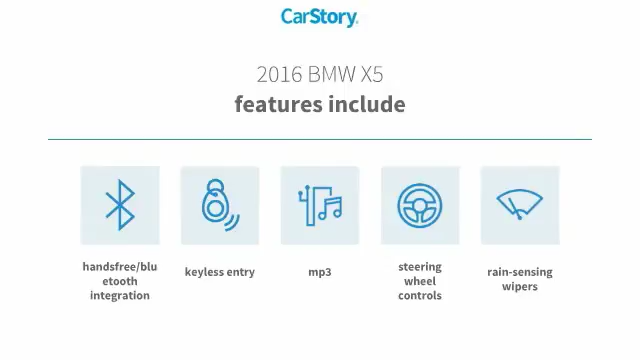 CarStory.
2016 BMW X5
features include
handsfree/blu
etooth
integration
keyless entry
mp3
steering
wheel
controls
rain-sensing
wipers